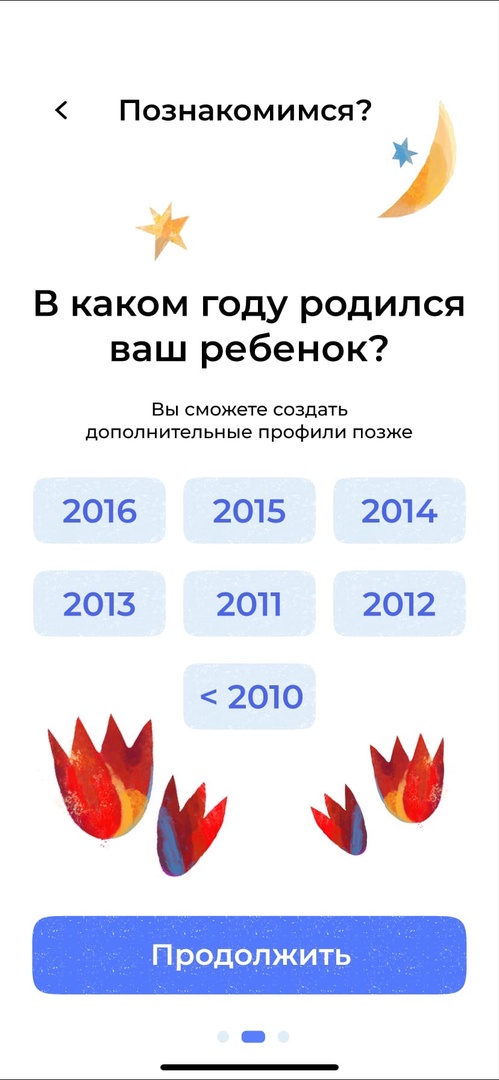 Познакомимся?
В каком году родился
ваш ребенок?
Вы сможете создать
дополнительные профили позже
2016 2015 2014
2013 2011 2012
< 2010
Продолжить